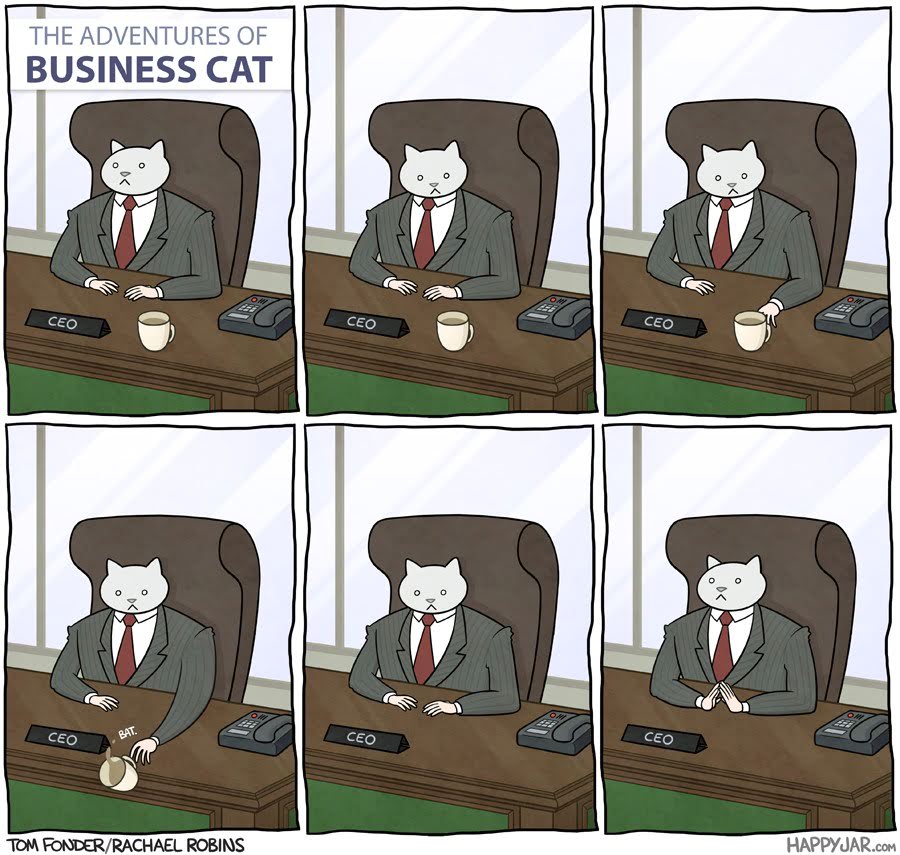 THE ADVENTURES OF
BUSINESS CAT
CEO
CEO
CEO
CEO
BAT.
CEO
CEO
TOM FONDER/RACHAEL ROBINS
HAPPYJAR.COM